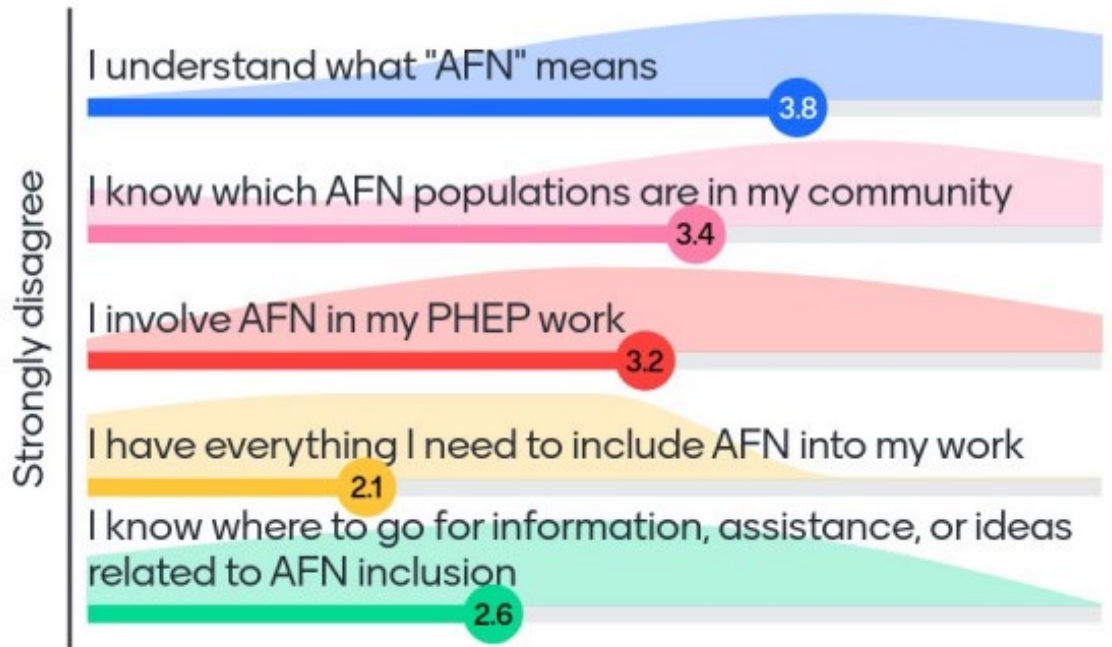 Strongly disagree
I understand what "AFN" means
3.8
I know which AFN populations are in my community
3.4
I involve AFN in my PHEP work
3.2
I have everything I need to include AFN into my work
2.1
I know where to go for information, assistance, or ideas
related to AFN inclusion
2.6